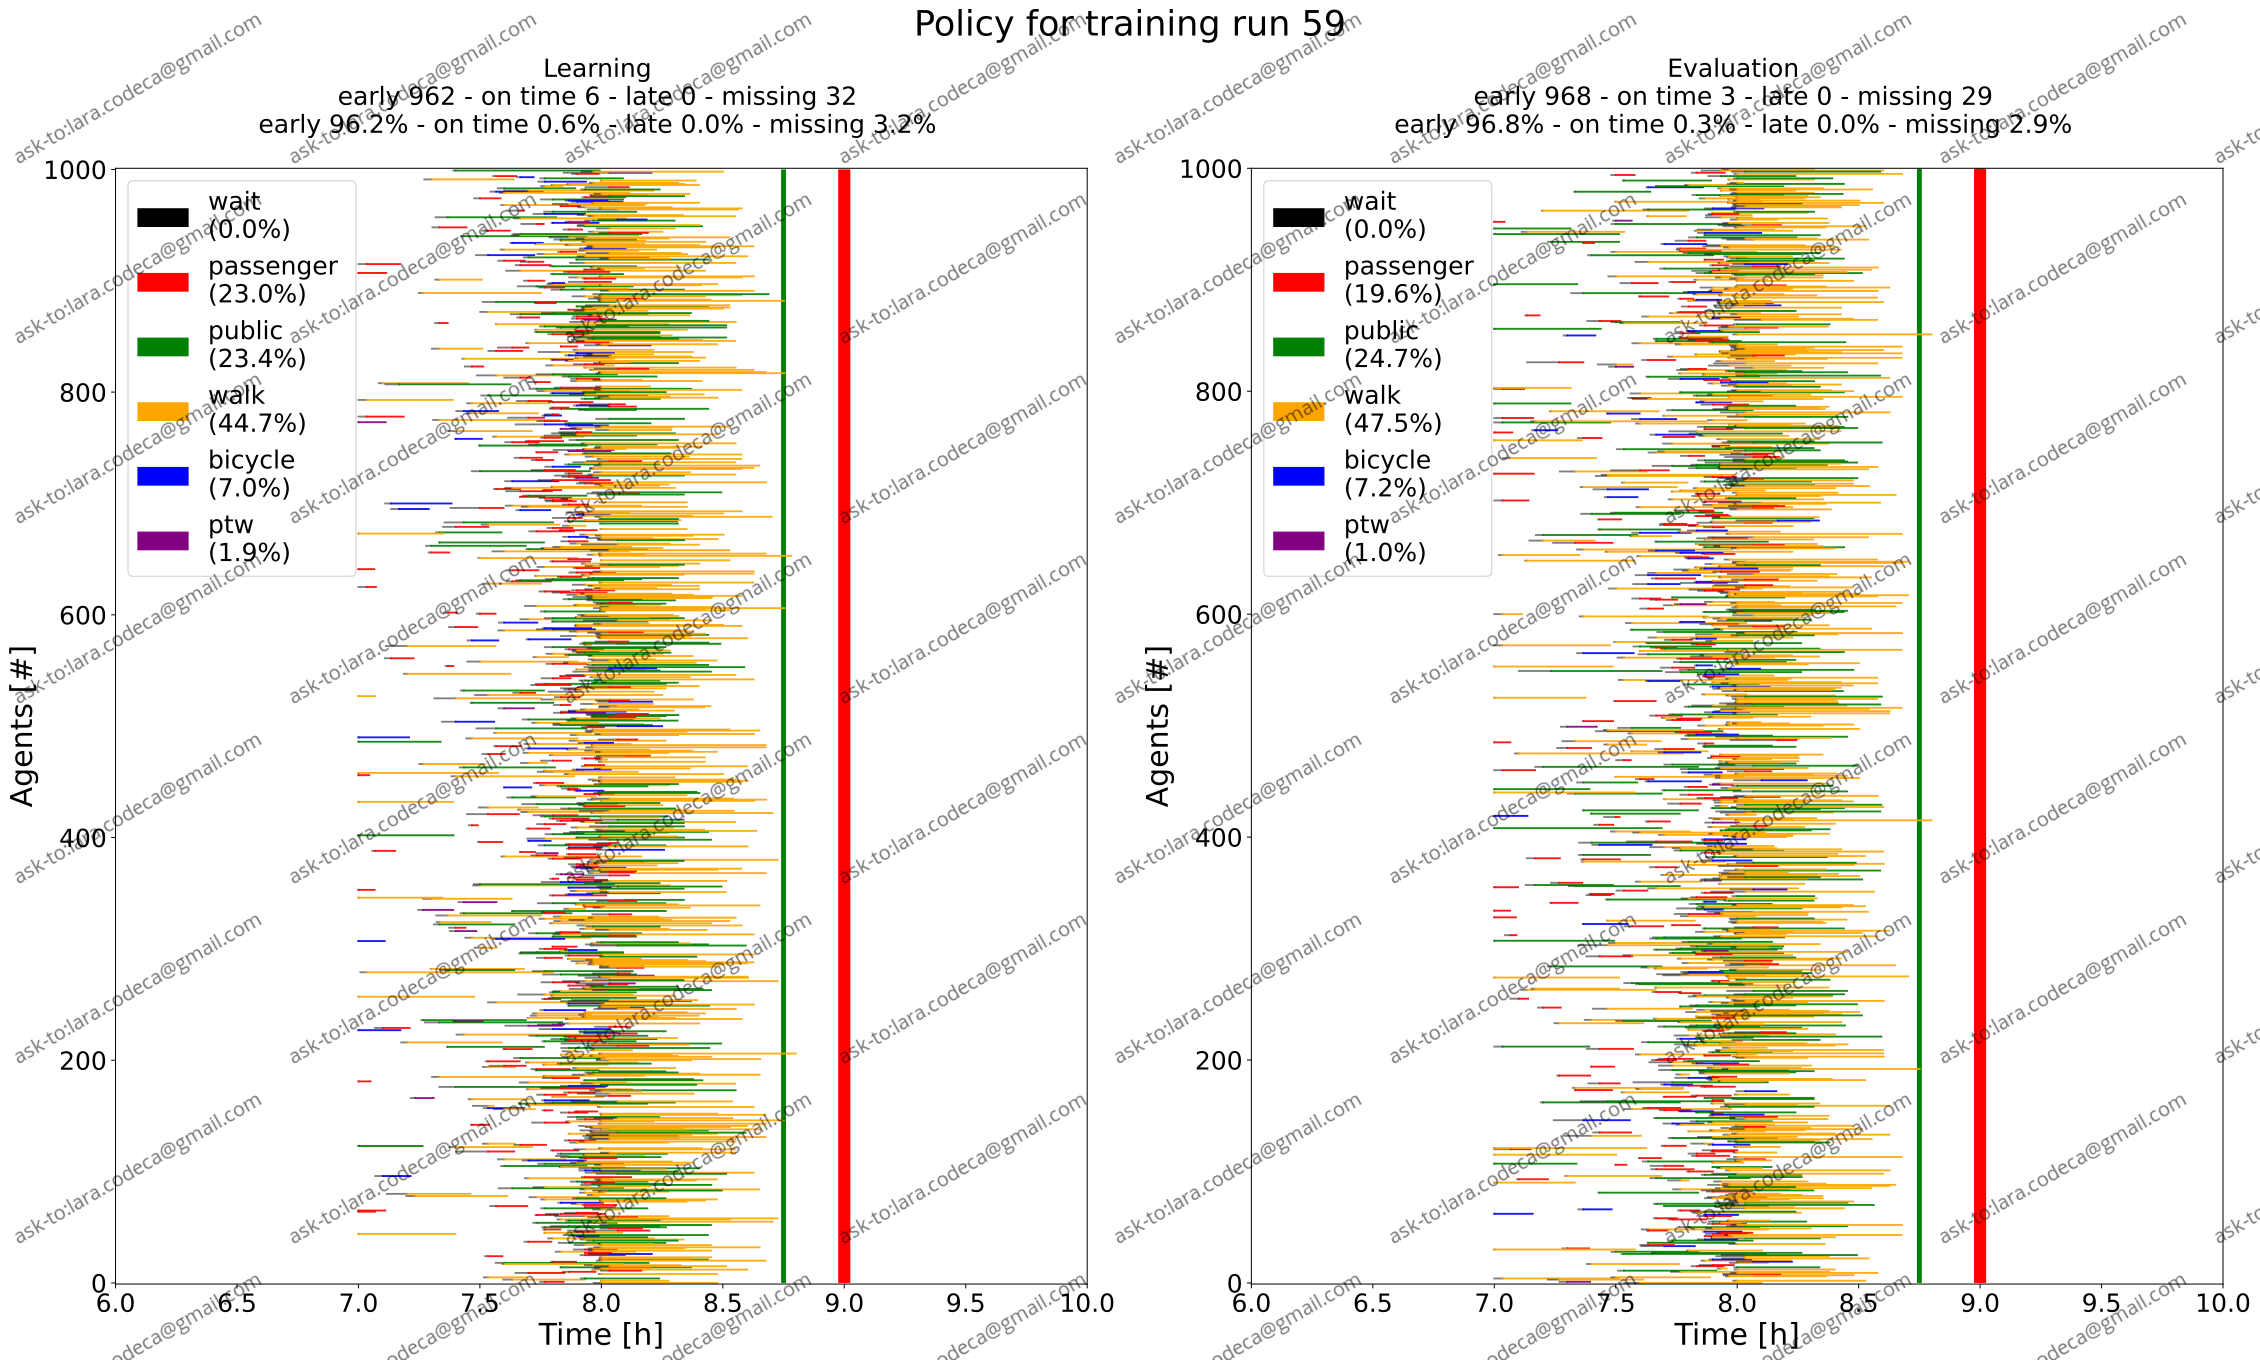 Policy for training run 59
Learning
early 962 - on time 6 - late 0 - missing 32
early 96.2% - on time 0.6% - late 0.0% - missing 3.2%
1000
800
600
400
200
0
Agents [#]
wait
(0.0%)
passenger
(23.0%)
public
(23.4%)
walk
(44.7%)
bicycle
(7.0%)
ptw
(1.9%)
6.0 6.5 7.0 7.5 8.0 8.5 9.0 9.5 10.0
Time [h]
Evaluation
early 968 - on time 3 - late 0 - missing 29
early 96.8% - on time 0.3% - late 0.0% - missing 2.9%
1000
800
600
400
200
0
Agents [#]
wait
(0.0%)
passenger
(19.6%)
public
(24.7%)
walk
(47.5%)
bicycle
(7.2%)
ptw
(1.0%)
6.0 6.5 7.0 7.5 8.0 8.5 9.0 9.5 10.0
Time [h]
ask-to:lara.codeca@gmail.com